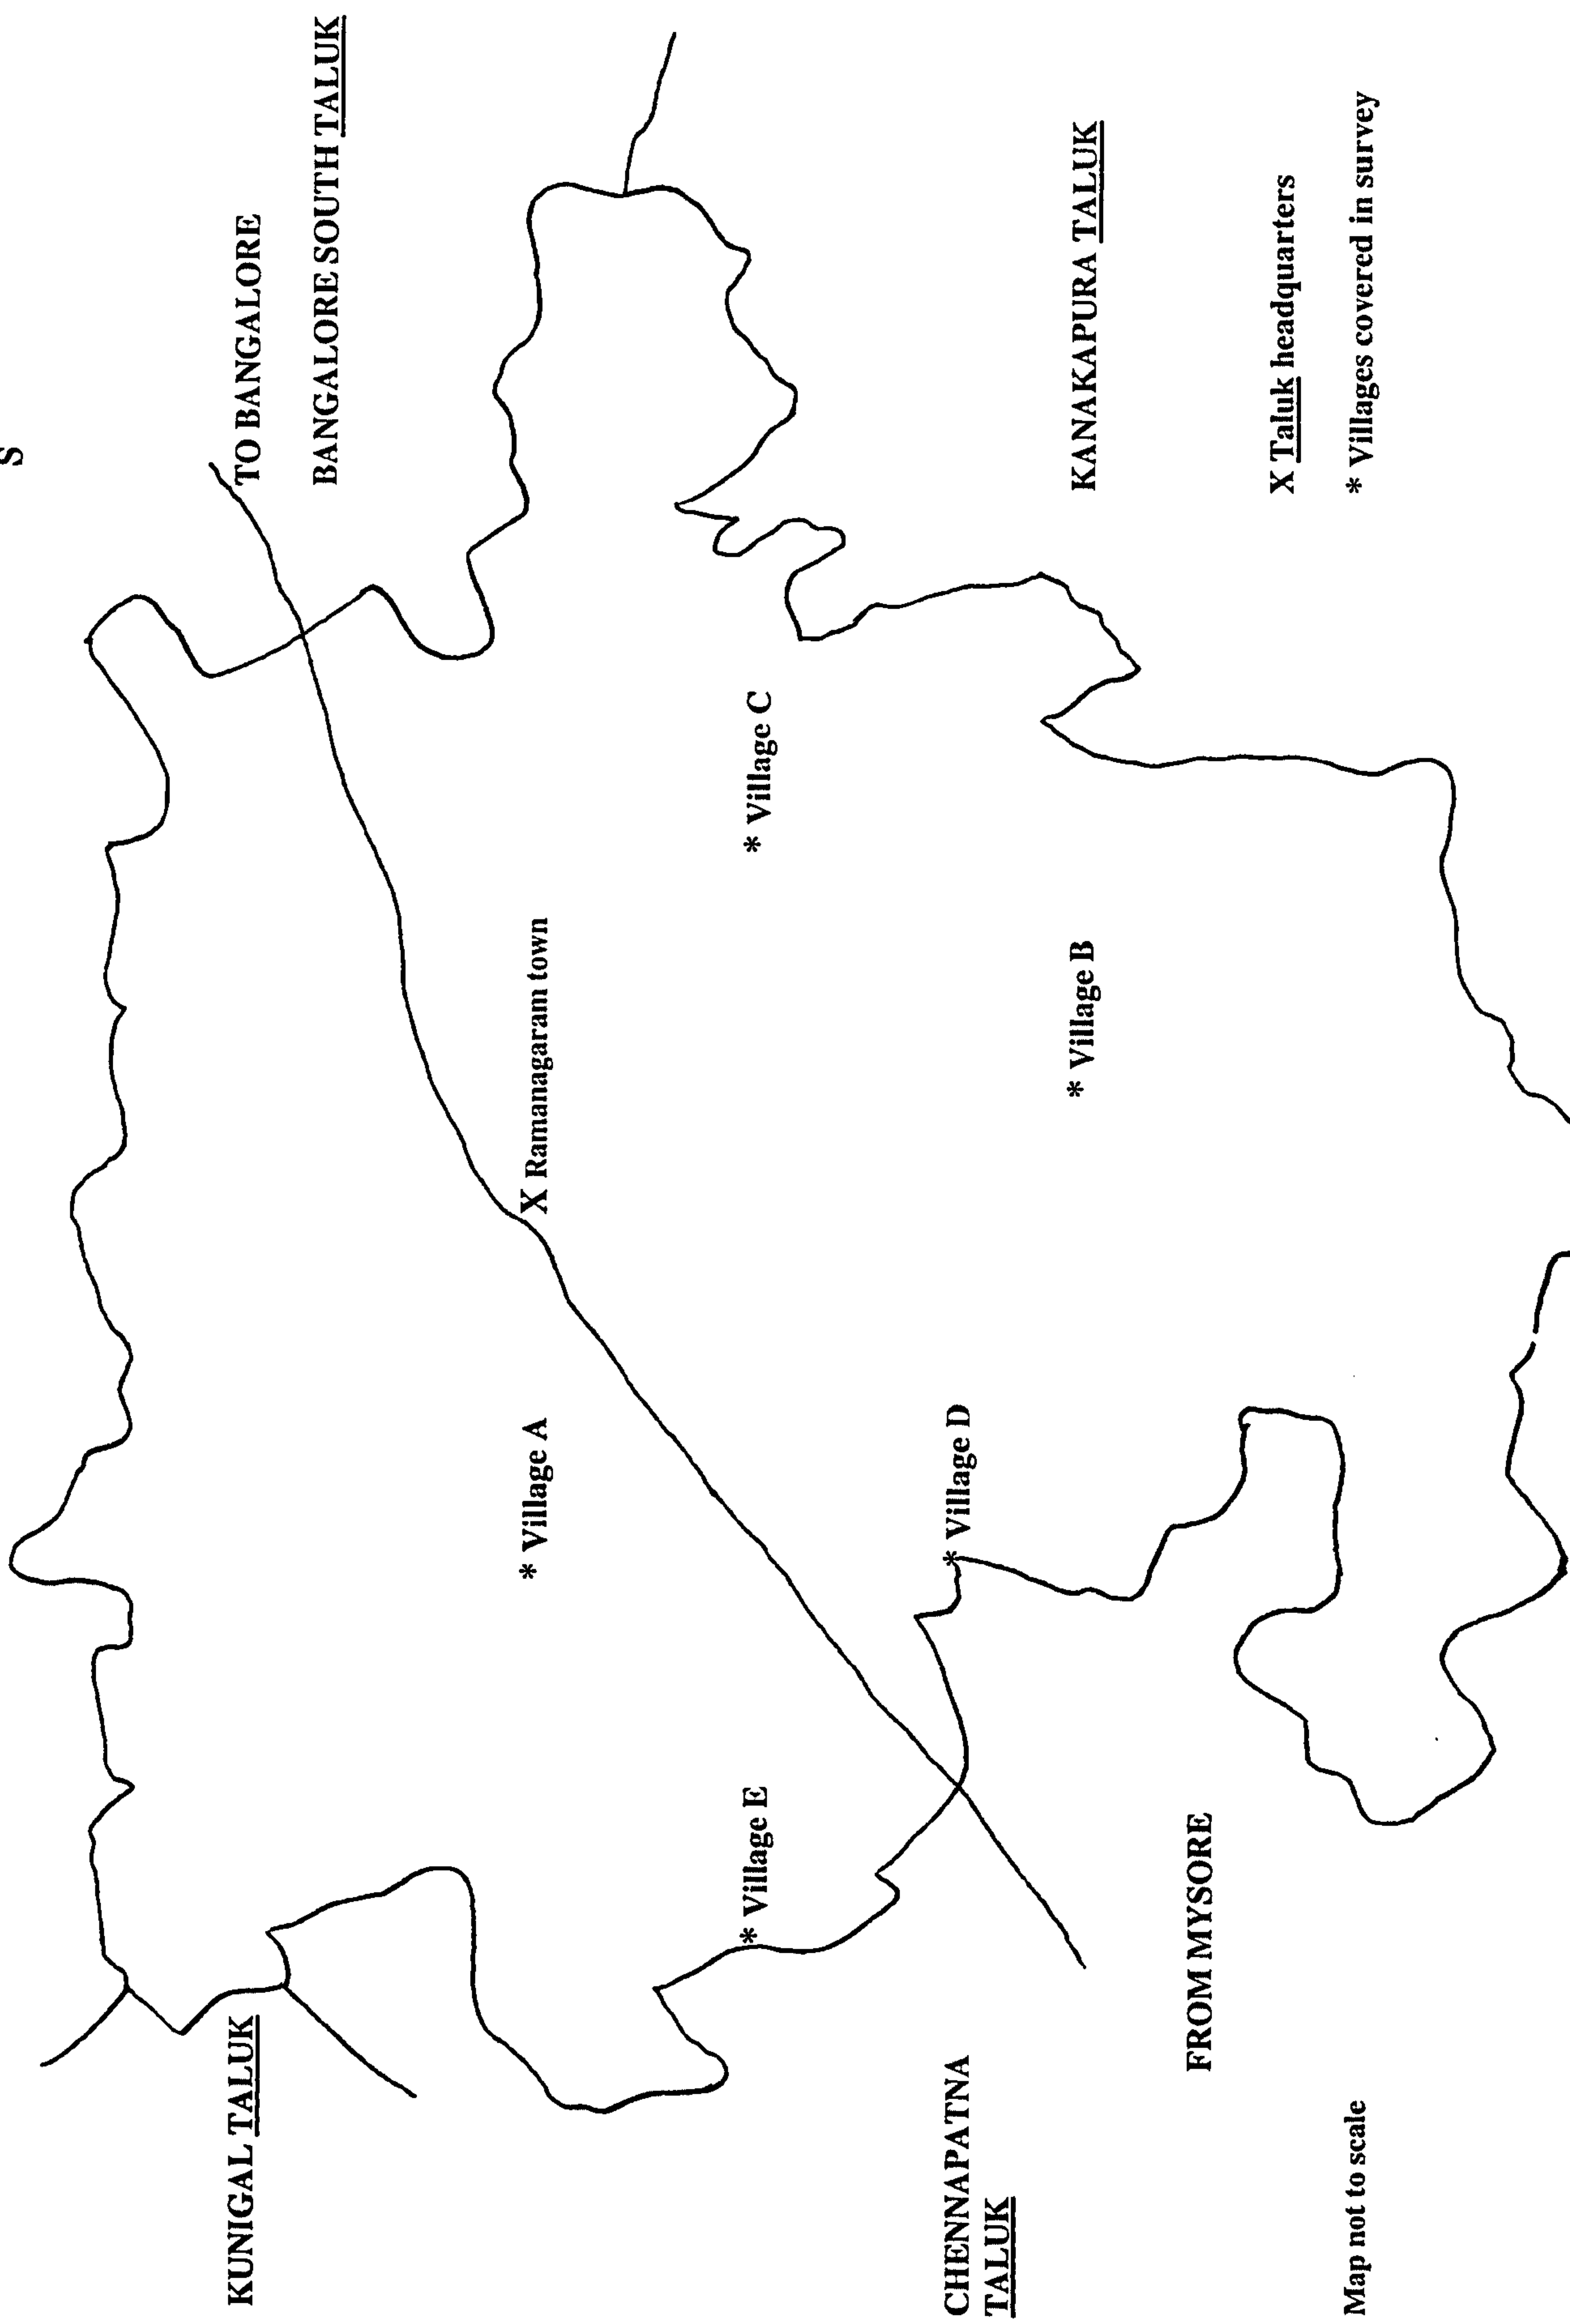 S
TO BANGALORE
BANGALORE SOUTH TALUK
KUNIGAL TALUK
X Ramanagaram town
* Village A
* Village C
* Village E
* Village D
* Village B
CHENNAPATNA
TALUK
KANAKAPURA TALUK
FROM MYSORE
X Taluk headquarters
* Villages covered in survey
Map not to scale